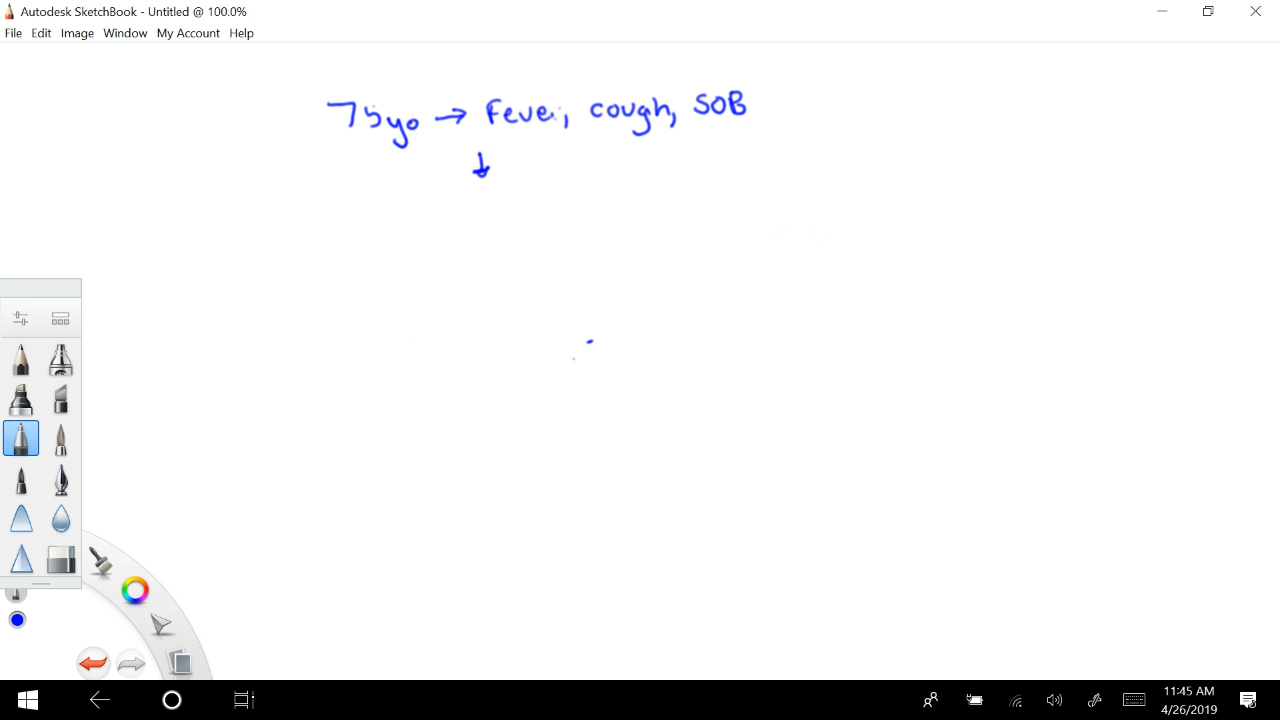 Autodesk SketchBook - Untitled @ 100.0%
File Edit Image Window My Account Help
75yo → Fever, cough, SOB
↓
11:45 AM
4/26/2019